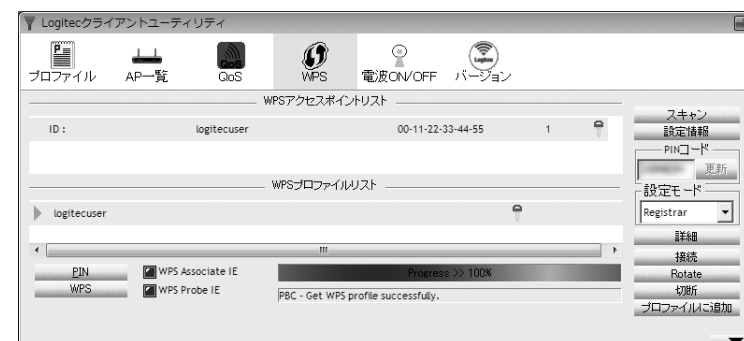 Logitecクライアントユーティリティ
プロファイル AP一覧 QoS WPS 電波ON/OFF バージョン
QoS
Logitec
WPSアクセスポイントリスト
ID : logitecuser 00-11-22-33-44-55 1
WPSプロファイルリスト
logitecuser
PIN
WPS
WPS Associate IE
WPS Probe IE
Progress >> 100%
PBC - Get WPS profile successfully.
スキャン
設定情報
PINコード
更新
設定モード
Registrar
詳細
接続
Rotate
切断
プロファイルに追加